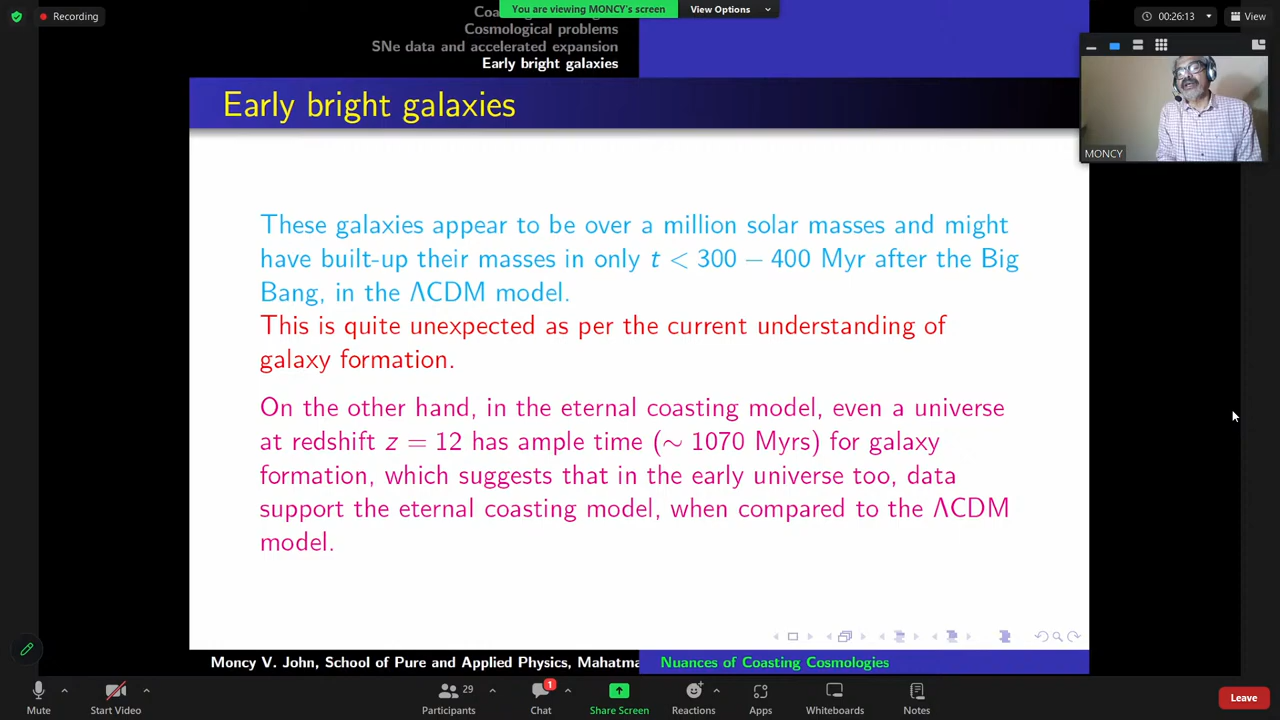 You are viewing MONCY's screen
View Options
Recording
00:26:13
View
Cosmological problems
SNe data and accelerated expansion
Early bright galaxies
Early bright galaxies
MONCY
These galaxies appear to be over a million solar masses and might
have built-up their masses in only t < 300 − 400 Myr after the Big
Bang, in the ΛCDM model.
This is quite unexpected as per the current understanding of
galaxy formation.
On the other hand, in the eternal coasting model, even a universe
at redshift z = 12 has ample time (∼ 1070 Myrs) for galaxy
formation, which suggests that in the early universe too, data
support the eternal coasting model, when compared to the ΛCDM
model.
Moncy V. John, School of Pure and Applied Physics, Mahatma
Nuances of Coasting Cosmologies
Mute
Start Video
29
Participants
1
Chat
Share Screen
Reactions
Apps
Whiteboards
Notes
Leave